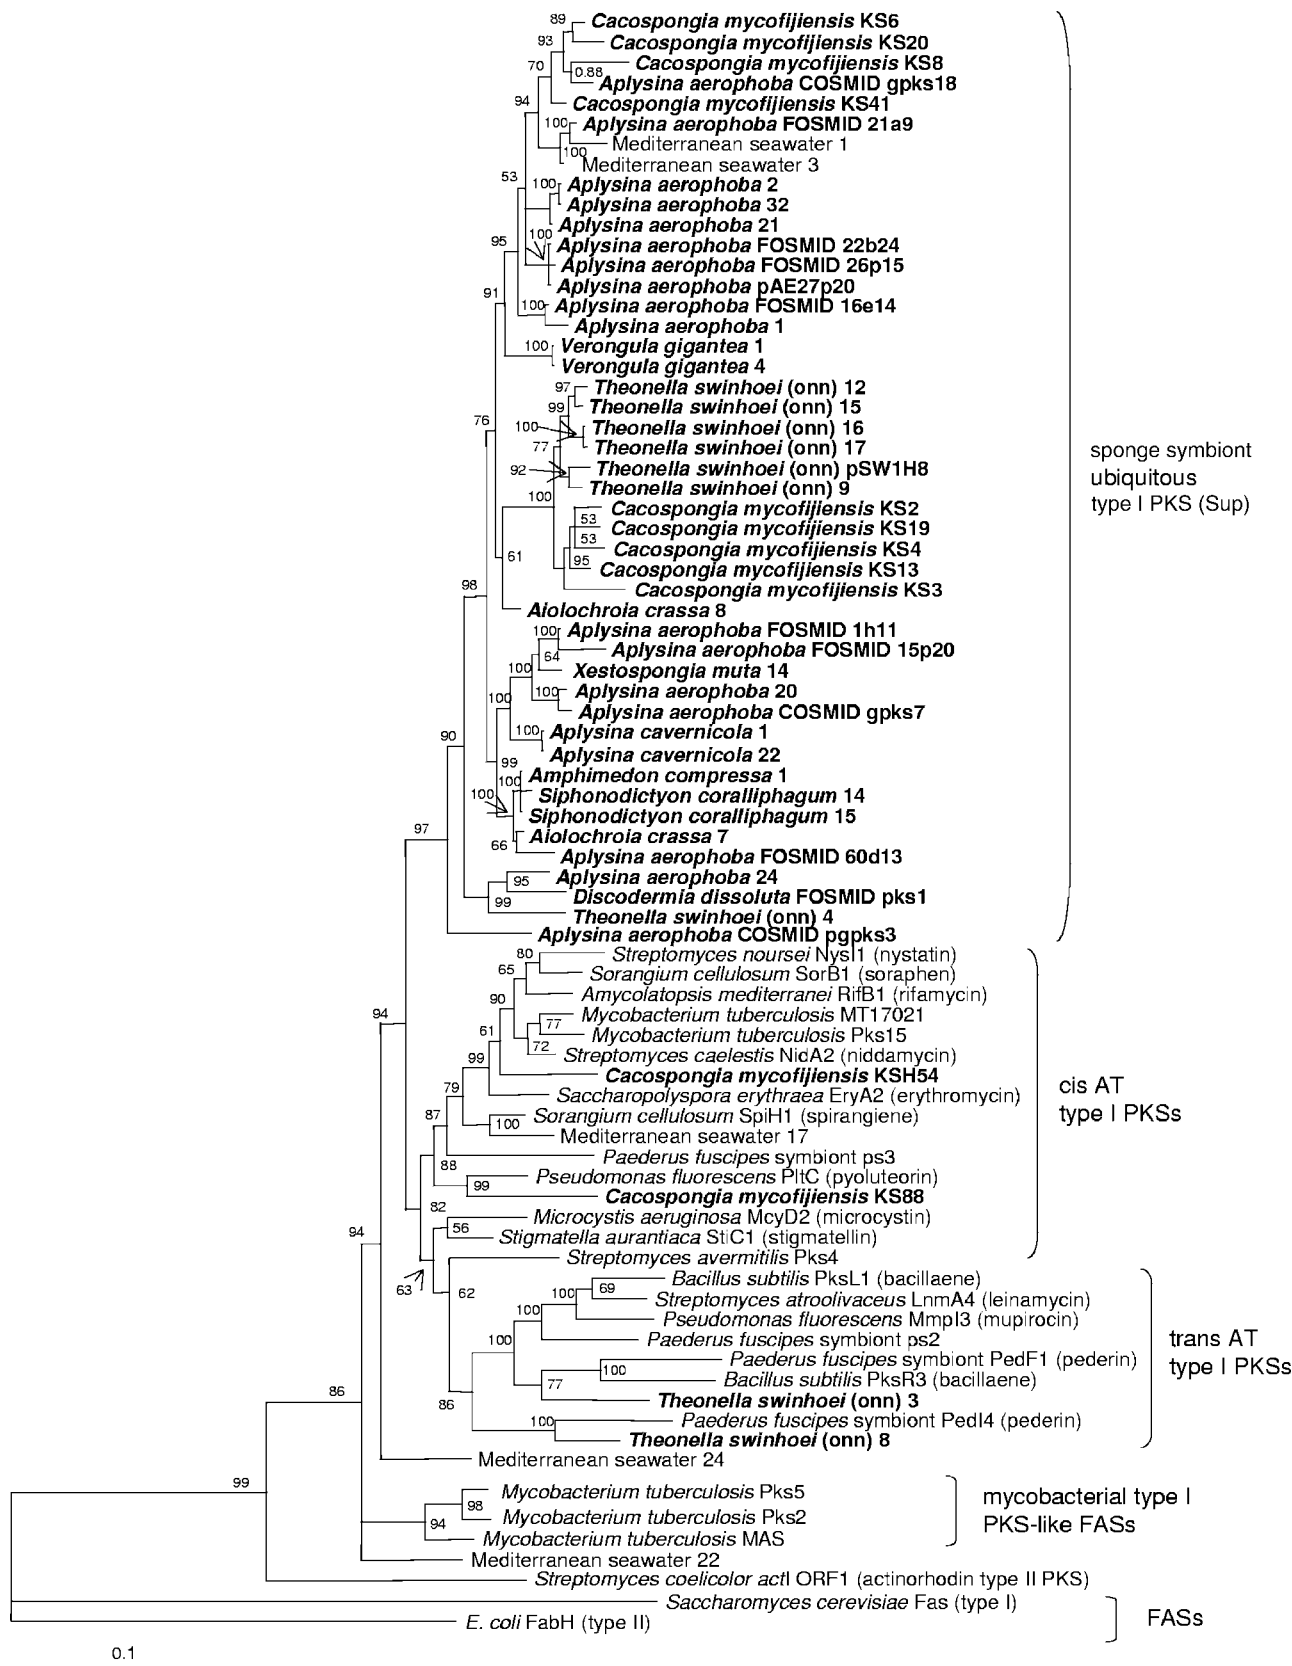 89
Cacospongia mycofijiensis KS6
93
Cacospongia mycofijiensis KS20
Cacospongia mycofijiensis KS8
70
0.88
Aplysina aerophoba COSMID gpks18
94
Cacospongia mycofijiensis KS41
100
Aplysina aerophoba FOSMID 21a9
Mediterranean seawater 1
100
Mediterranean seawater 3
53
100
Aplysina aerophoba 2
Aplysina aerophoba 32
Aplysina aerophoba 21
100
95
Aplysina aerophoba FOSMID 22b24
Aplysina aerophoba FOSMID 26p15
Aplysina aerophoba pAE27p20
91
100
Aplysina aerophoba FOSMID 16e14
Aplysina aerophoba 1
100
Verongula gigantea 1
Verongula gigantea 4
97
Theonella swinhoei (onn) 12
99
Theonella swinhoei (onn) 15
76
100
Theonella swinhoei (onn) 16
77
Theonella swinhoei (onn) 17
92
Theonella swinhoei (onn) pSW1H8
Theonella swinhoei (onn) 9
sponge symbiont
ubiquitous
type I PKS (Sup)
100
Cacospongia mycofijiensis KS2
53
Cacospongia mycofijiensis KS19
53
Cacospongia mycofijiensis KS4
61
95
Cacospongia mycofijiensis KS13
98
Cacospongia mycofijiensis KS3
Aiolochroia crassa 8
100
Aplysina aerophoba FOSMID 1h11
64
Aplysina aerophoba FOSMID 15p20
100
Xestospongia muta 14
100
100
Aplysina aerophoba 20
Aplysina aerophoba COSMID gpks7
100
Aplysina cavernicola 1
90
Aplysina cavernicola 22
99
100
Amphimedon compressa 1
100
Siphonodictyon coralliphagum 14
Siphonodictyon coralliphagum 15
97
66
Aiolochroia crassa 7
Aplysina aerophoba FOSMID 60d13
95
Aplysina aerophoba 24
99
Discodermia dissoluta FOSMID pks1
Theonella swinhoei (onn) 4
Aplysina aerophoba COSMID pgpks3
80
Streptomyces noursei NysI1 (nystatin)
65
Sorangium cellulosum SorB1 (soraphen)
90
Amycolatopsis mediterranei RifB1 (rifamycin)
94
77
Mycobacterium tuberculosis MT17021
61
Mycobacterium tuberculosis Pks15
72
Streptomyces caelestis NidA2 (niddamycin)
99
Cacospongia mycofijiensis KSH54
79
Saccharopolyspora erythraea EryA2 (erythromycin)
cis AT
type I PKSs
87
100
Sorangium cellulosum SpiH1 (spirangiene)
Mediterranean seawater 17
88
Paederus fuscipes symbiont ps3
99
Pseudomonas fluorescens PltC (pyoluteorin)
Cacospongia mycofijiensis KS88
82
56
Microcystis aeruginosa McyD2 (microcystin)
94
Stigmatella aurantiaca StiC1 (stigmatellin)
Streptomyces avermitilis Pks4
63
62
69
Bacillus subtilis PksL1 (bacillaene)
100
Streptomyces atroolivaceus LnmA4 (leinamycin)
100
Pseudomonas fluorescens MmpI3 (mupirocin)
100
Paederus fuscipes symbiont ps2
trans AT
type I PKSs
100
Paederus fuscipes symbiont PedF1 (pederin)
77
Bacillus subtilis PksR3 (bacillaene)
86
86
Theonella swinhoei (onn) 3
100
Paederus fuscipes symbiont PedI4 (pederin)
Theonella swinhoei (onn) 8
Mediterranean seawater 24
99
98
Mycobacterium tuberculosis Pks5
94
Mycobacterium tuberculosis Pks2
Mycobacterium tuberculosis MAS
mycobacterial type I
PKS-like FASs
Mediterranean seawater 22
Streptomyces coelicolor actI ORF1 (actinorhodin type II PKS)
Saccharomyces cerevisiae Fas (type I)
E. coli FabH (type II)
FASs
0.1